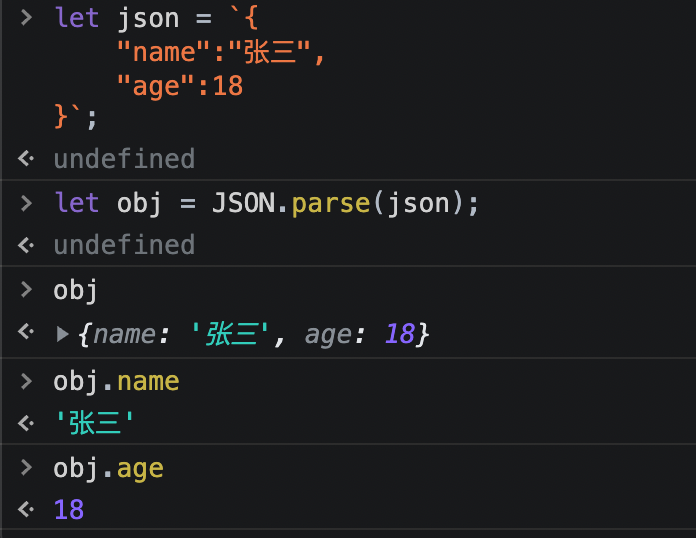 > let json = `{
"name":"张三",
"age":18
}`;
undefined
> let obj = JSON.parse(json);
undefined
> obj
▶ {name: '张三', age: 18}
> obj.name
'张三'
> obj.age
18